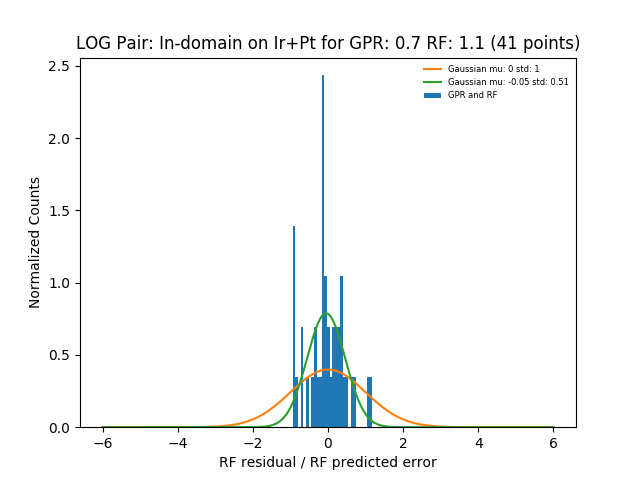 LOG Pair: In-domain on Ir+Pt for GPR: 0.7 RF: 1.1 (41 points)
Gaussian mu: 0 std: 1
Gaussian mu: -0.05 std: 0.51
GPR and RF
Normalized Counts
2.5
2.0
1.5
1.0
0.5
0.0
−6
−4
−2
0
2
4
6
RF residual / RF predicted error